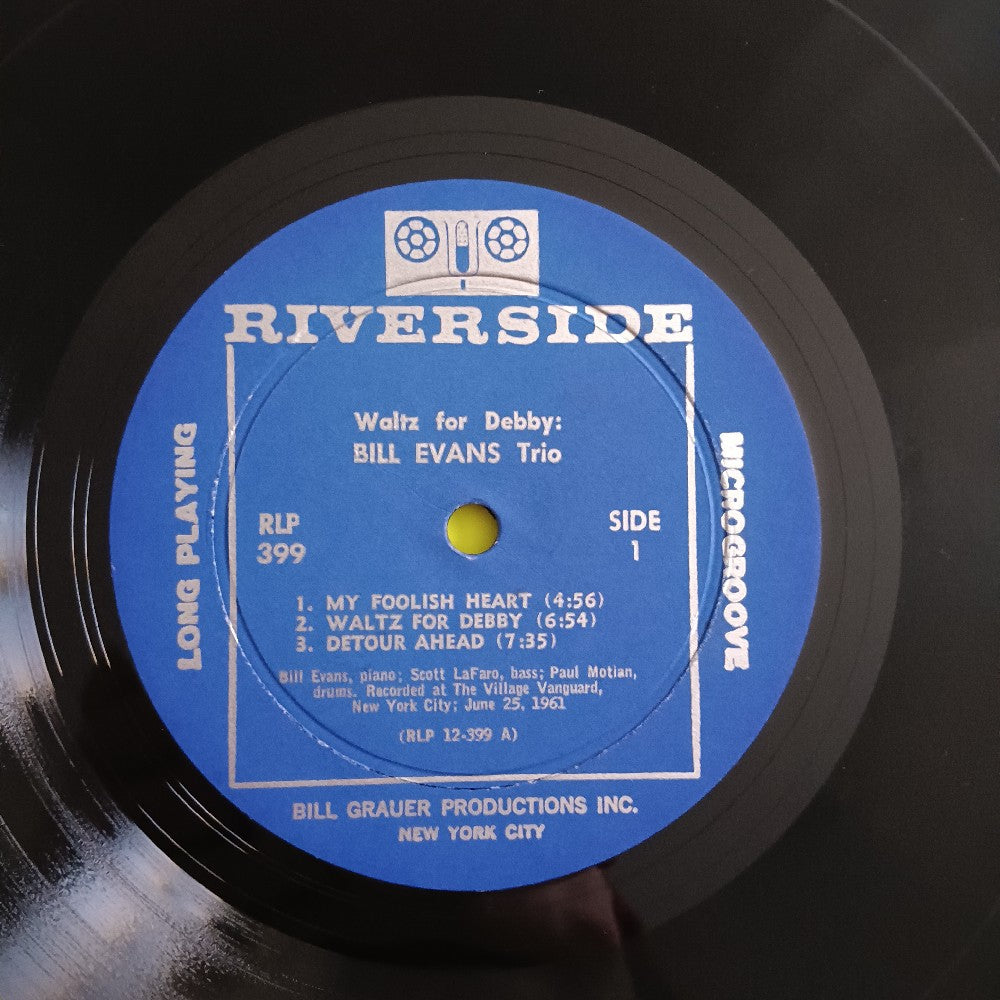 RIVERSIDE
Waltz for Debby:
BILL EVANS Trio
LONG PLAYING
MICROGROOVE
RLP
399
SIDE
1
1. MY FOOLISH HEART (4:56)
2. WALTZ FOR DEBBY (6:54)
3. DETOUR AHEAD (7:35)
Bill Evans, piano; Scott LaFaro, bass; Paul Motian,
drums. Recorded at The Village Vanguard,
New York City; June 25, 1961
(RLP 12-399 A)
BILL GRAUER PRODUCTIONS INC.
NEW YORK CITY